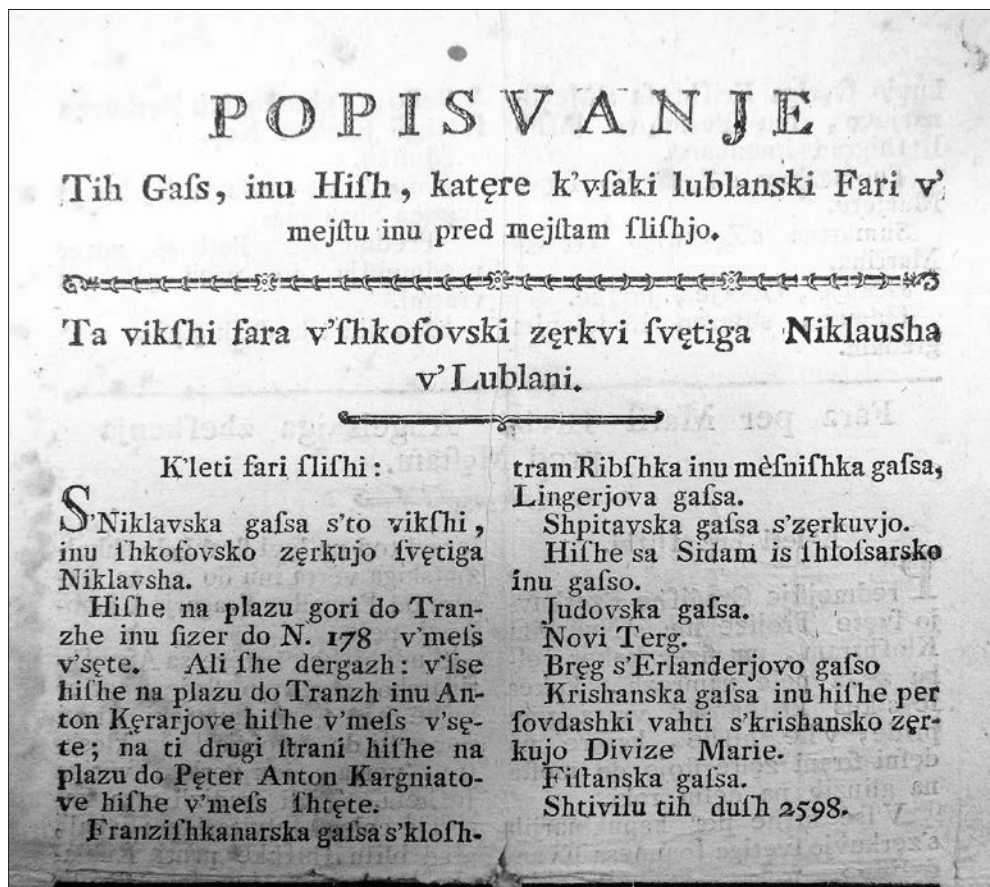 POPISVANJE
Tih Gaſs, inu Hiſh, katęre k'vſaki lublanski Fari v'
mejſtu inu pred mejſtam ſliſhjo.
Ta vikſhi fara v'ſhkofovski zęrkvi ſvętiga Niklausha
v' Lublani.
K'leti fari ſliſhi:
S'Niklavska gaſsa s'to vikſhi,
inu ſhkofovsko zęrkujo ſvętiga
Niklavsha.
Hiſhe na plazu gori do Tran-
zhe inu ſizer do N. 178 v'meſs
v'sęte. Ali ſhe dergazh: v'ſse
hiſhe na plazu do Tranzh inu An-
ton Kęrarjove hiſhe v'meſs v'sę-
te; na ti drugi ſtrani hiſhe na
plazu do Pęter Anton Kargniato-
ve hiſhe v'meſs ſhtęte.
Franziſhkanarska gaſsa s'kloſh-
tram Ribſhka inu mèſniſhka gaſsa,
Lingerjova gaſsa.
Shpitavska gaſsa s'zęrkuvjo.
Hiſhe sa Sidam is ſhloſsarsko
inu gaſso.
Judovska gaſsa.
Novi Terg.
Bręg s'Erlanderjovo gaſso
Krishanska gaſsa inu hiſhe per
ſovdashki vahti s'krishansko zęr-
kujo Divize Marie.
Fiſtanska gaſsa.
Shtivilu tih duſh 2598.